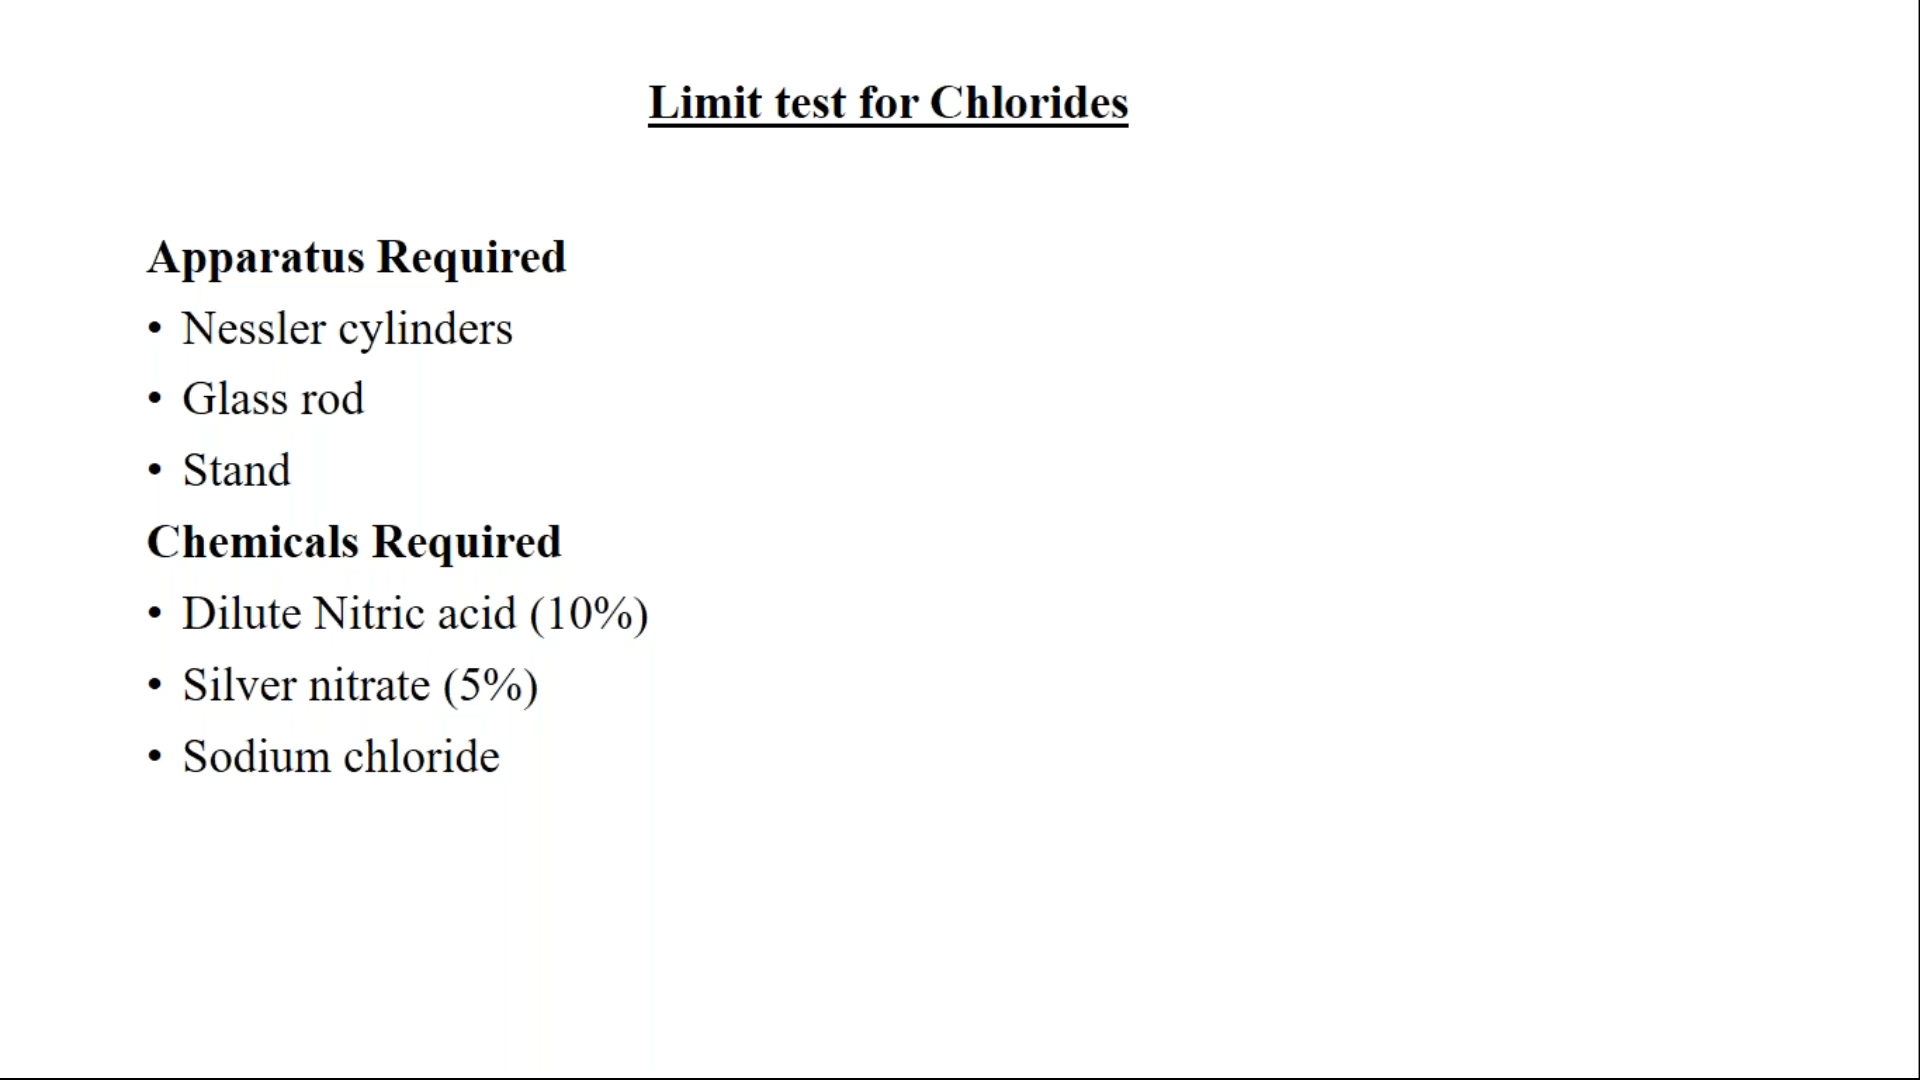 Limit test for Chlorides
Apparatus Required
• Nessler cylinders
• Glass rod
• Stand
Chemicals Required
• Dilute Nitric acid (10%)
• Silver nitrate (5%)
• Sodium chloride